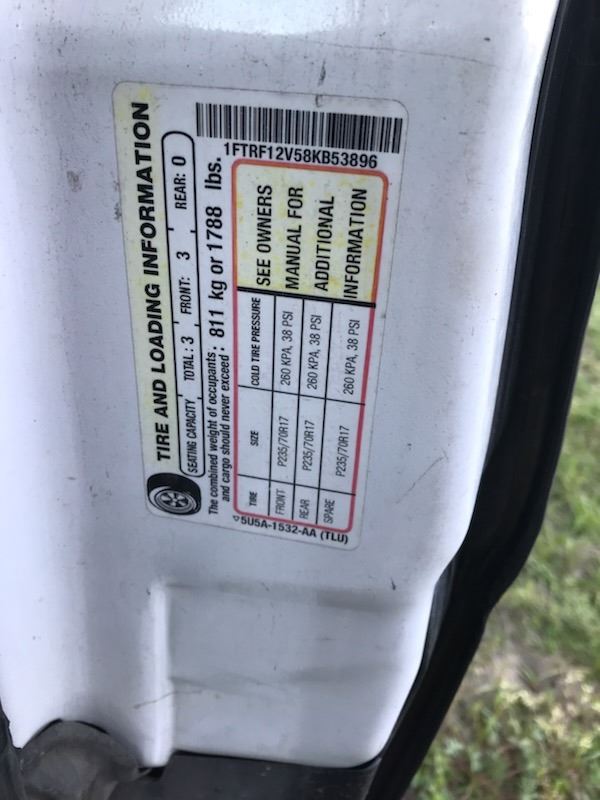 TIRE AND LOADING INFORMATION
SEATING CAPACITY TOTAL : 3 FRONT: 3 REAR: 0
The combined weight of occupants
and cargo should never exceed : 811 kg or 1788 lbs.
1FTRF12V58KB53896
TIRE SIZE COLD TIRE PRESSURE
FRONT P235/70R17 260 KPA, 38 PSI
REAR P235/70R17 260 KPA, 38 PSI
SPARE P235/70R17 260 KPA, 38 PSI
SEE OWNERS
MANUAL FOR
ADDITIONAL
INFORMATION
5U5A-1532-AA (TLU)